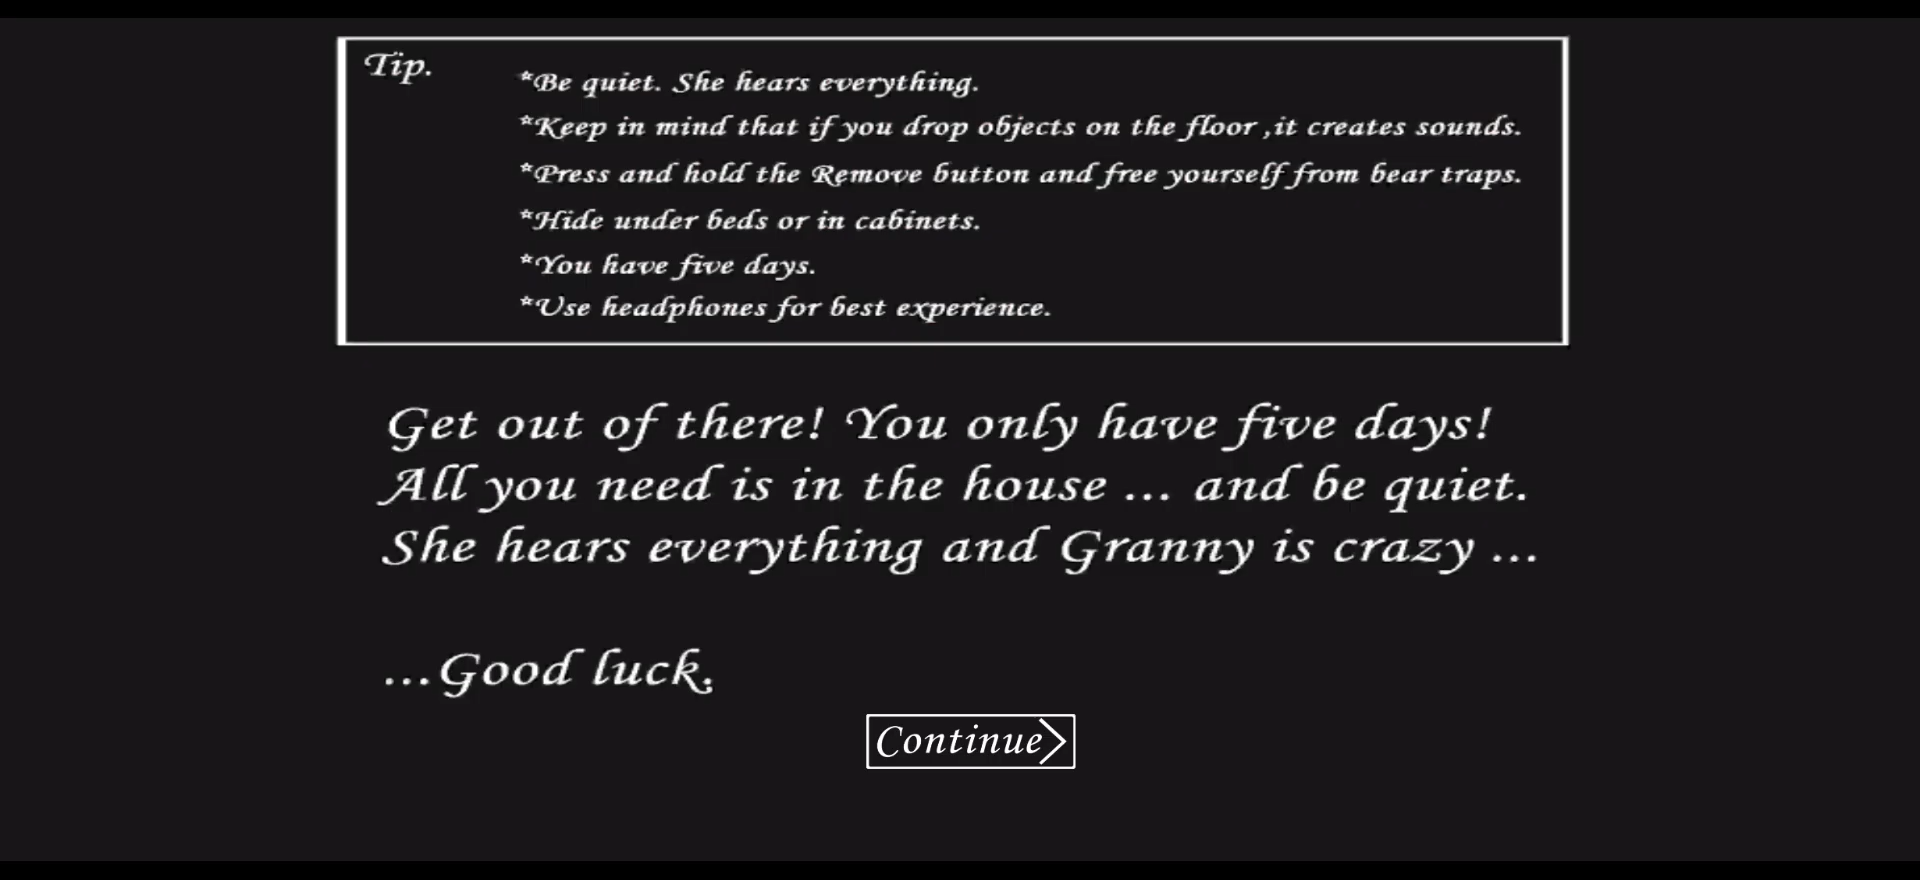 Tip.
*Be quiet. She hears everything.
*Keep in mind that if you drop objects on the floor ,it creates sounds.
*Press and hold the Remove button and free yourself from bear traps.
*Hide under beds or in cabinets.
*You have five days.
*Use headphones for best experience.
Get out of there! You only have five days!
All you need is in the house ... and be quiet.
She hears everything and Granny is crazy ...
...Good luck.
Continue